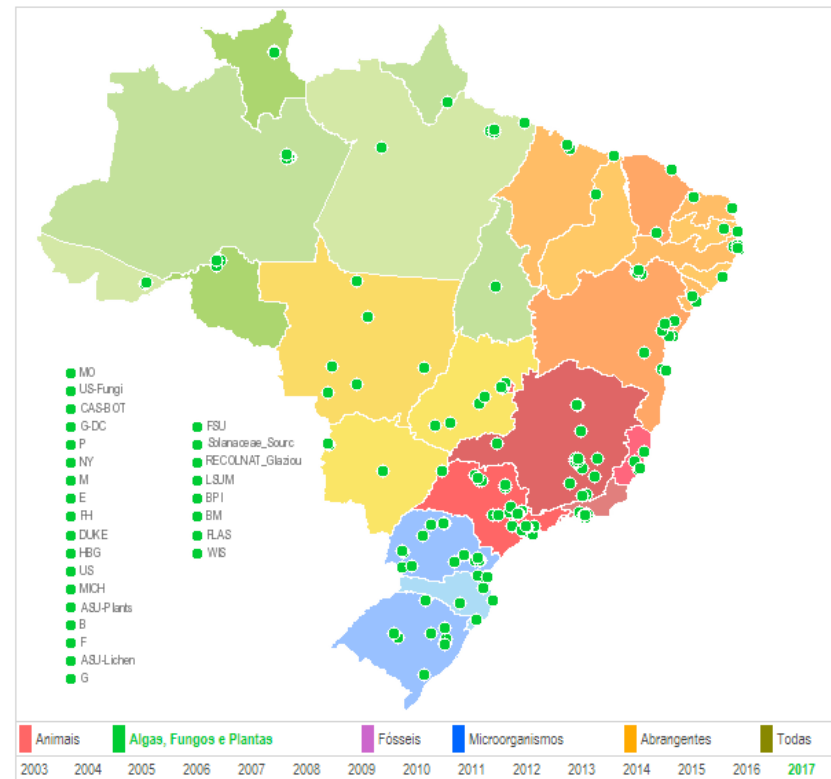 MO
US-Fungi
CAS-BOT
G-DC
P
NY
M
E
FH
DUKE
HBG
US
MICH
ASU-Plants
B
F
ASU-Lichen
G
FSU
Solanaceae_Sourc
RECOLNAT_Glaziou
LSUM
BPI
BM
FLAS
WIS
Animais Algas, Fungos e Plantas Fósseis Microorganismos Abrangentes Todas
2003 2004 2005 2006 2007 2008 2009 2010 2011 2012 2013 2014 2015 2016 2017